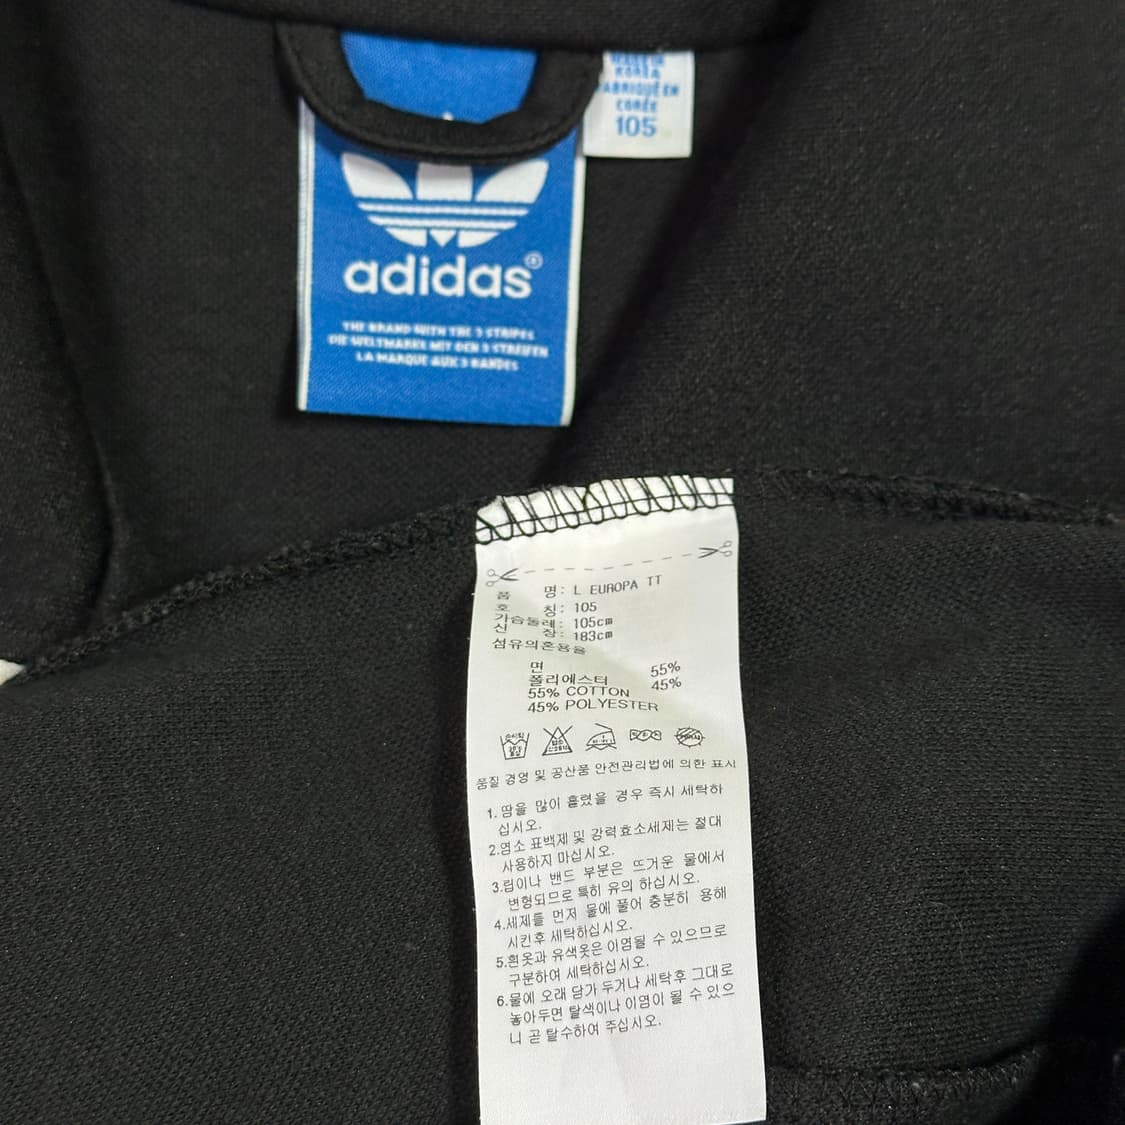 MADE IN
KOREA
FABRIQUÉ EN
CORÉE
105
adidas®
THE BRAND WITH THE 3 STRIPES
DIE WELTMARKE MIT DEN 3 STREIFEN
LA MARQUE AUX 3 BANDES
품 명: L EUROPA TT
호 칭: 105
가슴둘레: 105cm
신 장: 183cm
섬유의혼용율
면 55%
폴리에스터 45%
55% COTTON
45% POLYESTER
품질 경영 및 공산품 안전관리법에 의한 표시
1. 땀을 많이 흘렸을 경우 즉시 세탁하
십시오.
2.염소 표백제 및 강력효소세제는 절대
사용하지 마십시오.
3.립이나 밴드 부분은 뜨거운 물에서
변형되므로 특히 유의 하십시오.
4.세제를 먼저 물에 풀어 충분히 용해
시킨후 세탁하십시오.
5.흰옷과 유색옷은 이염될 수 있으므로
구분하여 세탁하십시오.
6.물에 오래 담가 두거나 세탁후 그대로
놓아두면 탈색이나 이염이 될 수 있으
니 곧 탈수하여 주십시오.